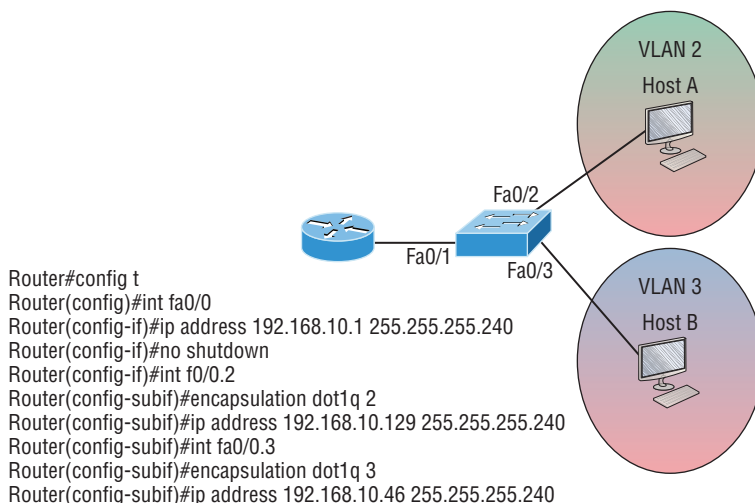 VLAN 2
Host A
Fa0/2
Fa0/1
Fa0/3
VLAN 3
Host B
Router#config t
Router(config)#int fa0/0
Router(config-if)#ip address 192.168.10.1 255.255.255.240
Router(config-if)#no shutdown
Router(config-if)#int f0/0.2
Router(config-subif)#encapsulation dot1q 2
Router(config-subif)#ip address 192.168.10.129 255.255.255.240
Router(config-subif)#int fa0/0.3
Router(config-subif)#encapsulation dot1q 3
Router(config-subif)#ip address 192.168.10.46 255.255.255.240